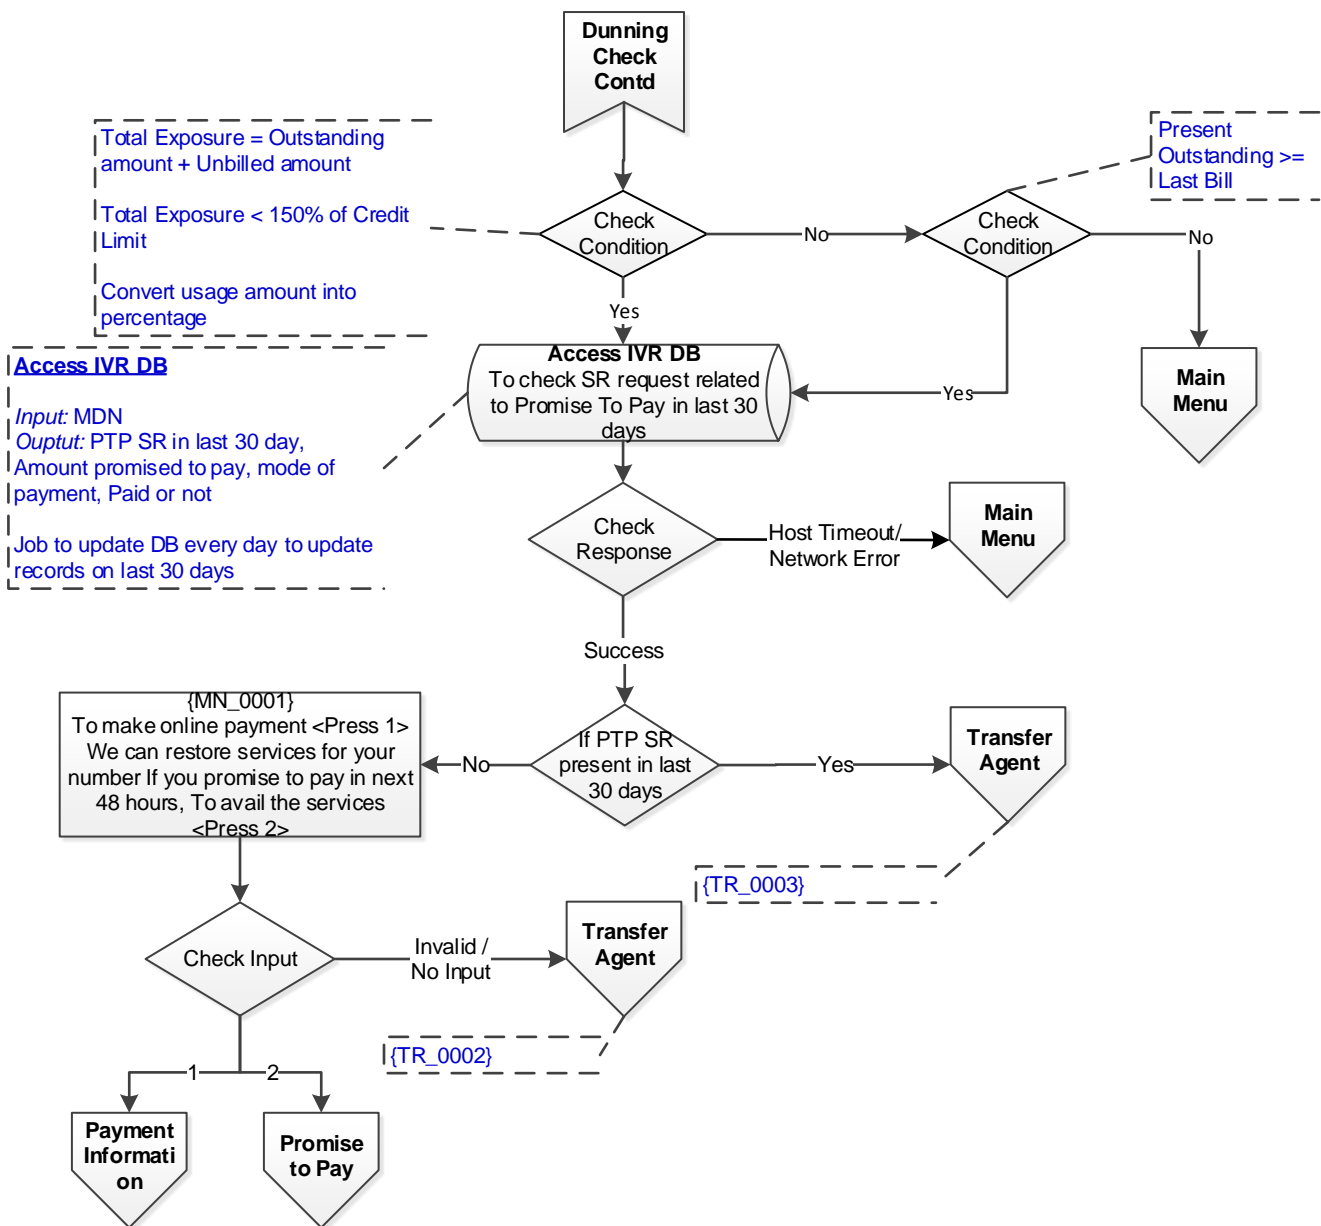 Dunning
Check
Contd
Total Exposure = Outstanding
amount + Unbilled amount
Total Exposure < 150% of Credit
Limit
Convert usage amount into
percentage
Present
Outstanding >=
Last Bill
Check
Condition
No
Check
Condition
No
Yes
Access IVR DB
To check SR request related
to Promise To Pay in last 30
days
Yes
Main
Menu
Access IVR DB
Input: MDN
Ouptut: PTP SR in last 30 day,
Amount promised to pay, mode of
payment, Paid or not
Job to update DB every day to update
records on last 30 days
Check
Response
Host Timeout/
Network Error
Main
Menu
Success
{MN_0001}
To make online payment <Press 1>
We can restore services for your
number If you promise to pay in next
48 hours, To avail the services
<Press 2>
No
If PTP SR
present in last
30 days
Yes
Transfer
Agent
{TR_0003}
Check Input
Invalid /
No Input
Transfer
Agent
{TR_0002}
1
2
Payment
Informati
on
Promise
to Pay